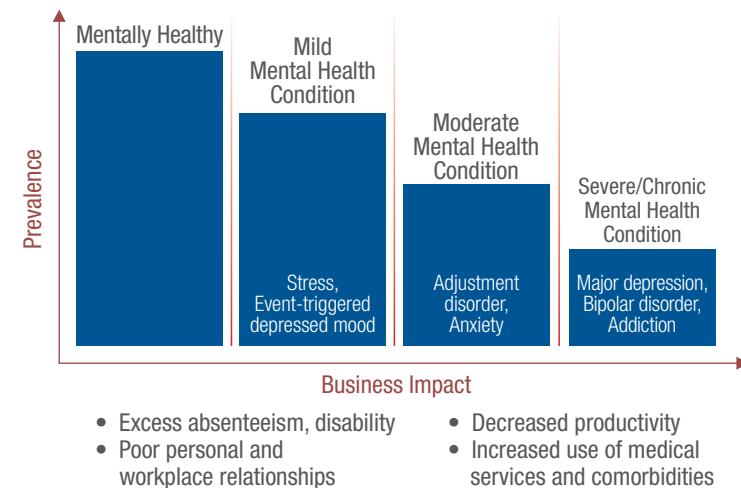 Mentally Healthy
Mild
Mental Health
Condition
Moderate
Mental Health
Condition
Severe/Chronic
Mental Health
Condition
Prevalence
Stress,
Event-triggered
depressed mood
Adjustment
disorder,
Anxiety
Major depression,
Bipolar disorder,
Addiction
Business Impact
• Excess absenteeism, disability
• Poor personal and
workplace relationships
• Decreased productivity
• Increased use of medical
services and comorbidities